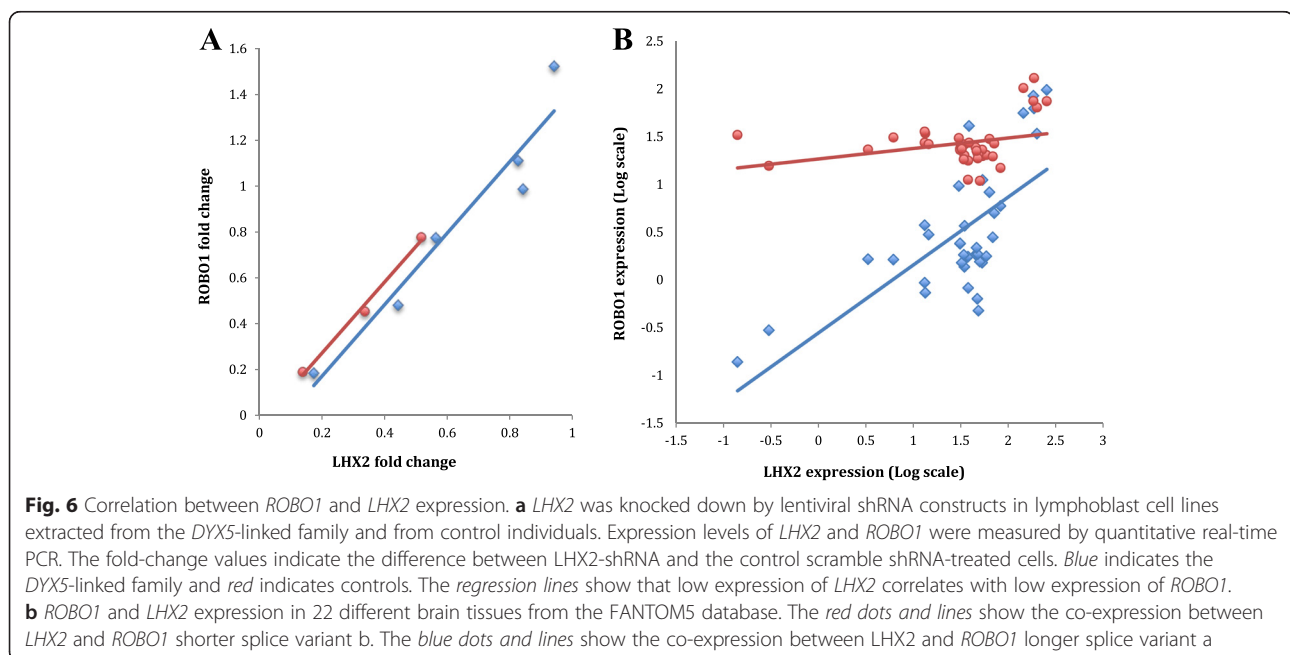 A
1.6
1.4
1.2
1
0.8
0.6
0.4
0.2
0
0
0.2
0.4
0.6
0.8
1
ROBO1 fold change
LHX2 fold change
B
2.5
2
1.5
1
0.5
0
-0.5
-1
-1.5
-1.5
-1
-0.5
0
0.5
1
1.5
2
2.5
3
ROBO1 expression (Log scale)
LHX2 expression (Log scale)
Fig. 6 Correlation between ROBO1 and LHX2 expression. a LHX2 was knocked down by lentiviral shRNA constructs in lymphoblast cell lines
extracted from the DYX5-linked family and from control individuals. Expression levels of LHX2 and ROBO1 were measured by quantitative real-time
PCR. The fold-change values indicate the difference between LHX2-shRNA and the control scramble shRNA-treated cells. Blue indicates the
DYX5-linked family and red indicates controls. The regression lines show that low expression of LHX2 correlates with low expression of ROBO1.
b ROBO1 and LHX2 expression in 22 different brain tissues from the FANTOM5 database. The red dots and lines show the co-expression between
LHX2 and ROBO1 shorter splice variant b. The blue dots and lines show the co-expression between LHX2 and ROBO1 longer splice variant a